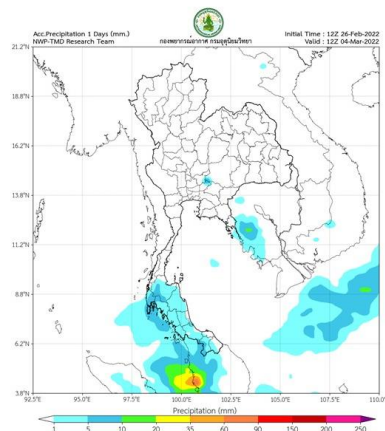 Acc.Precipitation 1 Days (mm.)
NWP-TMD Research Team
กองพยากรณ์อากาศ กรมอุตุนิยมวิทยา
Initial Time : 12Z 26-Feb-2022
Valid : 12Z 04-Mar-2022
21.2°N
18.8°N
16.2°N
13.8°N
11.2°N
8.8°N
6.2°N
3.8°N
92.5°E 95.0°E 97.5°E 100.0°E 102.5°E 105.0°E 107.5°E 110.0°E
Precipitation (mm)
1 5 10 20 35 60 90 150 200 250